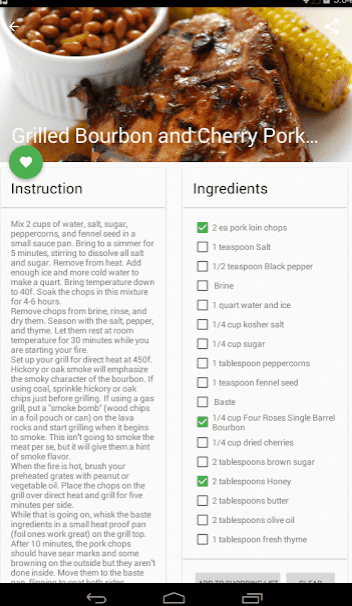 Grilled Bourbon and Cherry Pork...
Instruction
Mix 2 cups of water, salt, sugar,
peppercorns, and fennel seed in a
small sauce pan. Bring to a simmer for
5 minutes, stirring to dissolve all salt
and sugar. Remove from heat. Add
enough ice and more cold water to
make a quart. Bring temperature down
to 40f. Soak the chops in this mixture
for 4-6 hours.
Remove chops from brine, rinse, and
dry them. Season with the salt, pepper,
and thyme. Let them rest at room
temperature for 30 minutes while you
are starting your fire.
Set up your grill for direct heat at 450f.
Hickory or oak smoke will emphasize
the smoky character of the bourbon. If
using coal, sprinkle hickory or oak
chips just before grilling. If using a gas
grill, put a "smoke bomb" (wood chips
in a foil pouch or can) on the lava
rocks and start grilling when it begins
to smoke. This isn't going to smoke the
meat per se, but it will give them a hint
of smoke flavor.
When the fire is hot, brush your
preheated grates with peanut or
vegetable oil. Place the chops on the
grill over direct heat and grill for five
minutes per side.
While that is going on, whisk the baste
ingredients in a small heat proof pan
(foil ones work great) on the grill top.
After 10 minutes, the pork chops
should have sear marks and some
browning on the outside but they aren't
done inside. Move them to the baste
pan, flipping to coat both sides.
Ingredients
2 ea pork loin chops
1 teaspoon Salt
1/2 teaspoon Black pepper
Brine
1 quart water and ice
1/4 cup kosher salt
1/4 cup sugar
1 tablespoon peppercorns
1 teaspoon fennel seed
Baste
1/4 cup Four Roses Single Barrel
Bourbon
1/4 cup dried cherries
2 tablespoons brown sugar
2 tablespoons Honey
2 tablespoons butter
2 tablespoons olive oil
1 tablespoon fresh thyme
ADD TO SHOPPING LIST
CLEAR